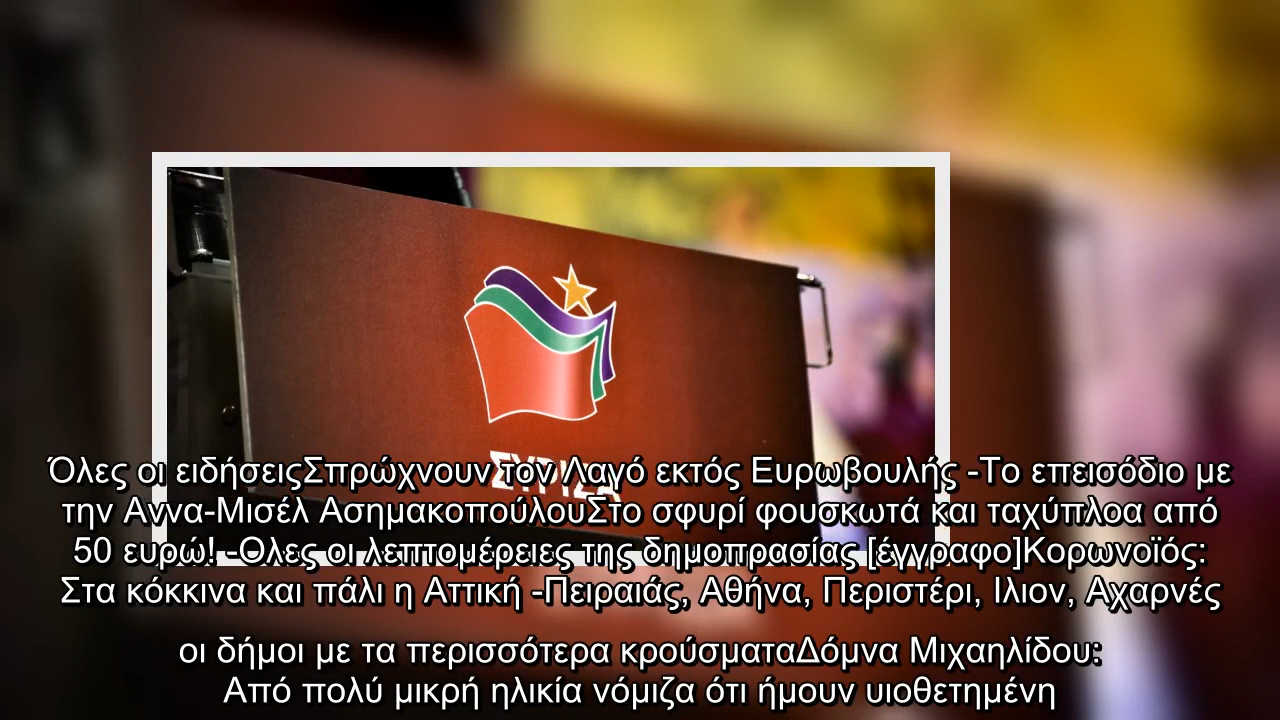 Όλες οι ειδήσειςΣπρώχνουν τον Λαγό εκτός Ευρωβουλής -Το επεισόδιο με
την Αννα-Μισέλ ΑσημακοπούλουΣτο σφυρί φουσκωτά και ταχύπλοα από
50 ευρώ! -Ολες οι λεπτομέρειες της δημοπρασίας [έγγραφο]Κορωνοϊός:
Στα κόκκινα και πάλι η Αττική -Πειραιάς, Αθήνα, Περιστέρι, Ιλιον, Αχαρνές
οι δήμοι με τα περισσότερα κρούσματαΔόμνα Μιχαηλίδου:
Από πολύ μικρή ηλικία νόμιζα ότι ήμουν υιοθετημένη
ΣΥΡΙΖΑ